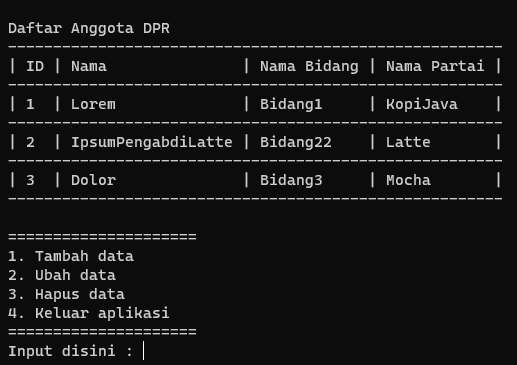 Daftar Anggota DPR
-------------------------------------------------------
| ID | Nama               | Nama Bidang | Nama Partai |
-------------------------------------------------------
| 1  | Lorem              | Bidang1     | KopiJava    |
-------------------------------------------------------
| 2  | IpsumPengabdiLatte | Bidang22    | Latte       |
-------------------------------------------------------
| 3  | Dolor              | Bidang3     | Mocha       |
-------------------------------------------------------
=====================
1. Tambah data
2. Ubah data
3. Hapus data
4. Keluar aplikasi
=====================
Input disini :